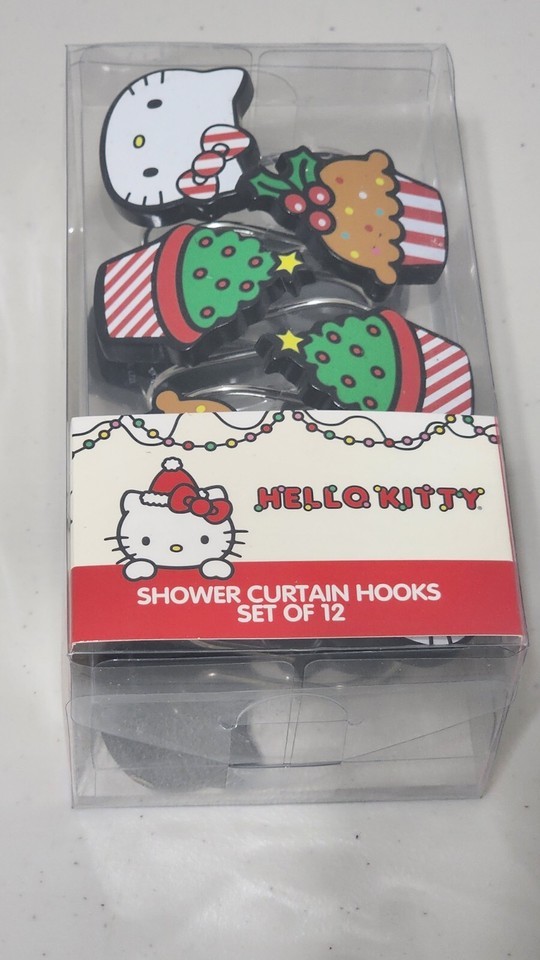 HELLO KITTY
SHOWER CURTAIN HOOKS
SET OF 12